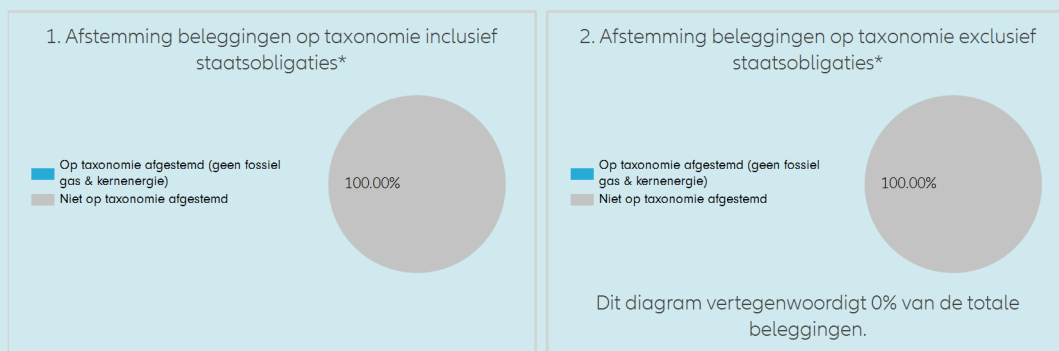 1. Afstemming beleggingen op taxonomie inclusief
staatsobligaties*
Op taxonomie afgestemd (geen fossiel
gas & kernenergie)
Niet op taxonomie afgestemd
100.00%
2. Afstemming beleggingen op taxonomie exclusief
staatsobligaties*
Op taxonomie afgestemd (geen fossiel
gas & kernenergie)
Niet op taxonomie afgestemd
100.00%
Dit diagram vertegenwoordigt 0% van de totale
beleggingen.